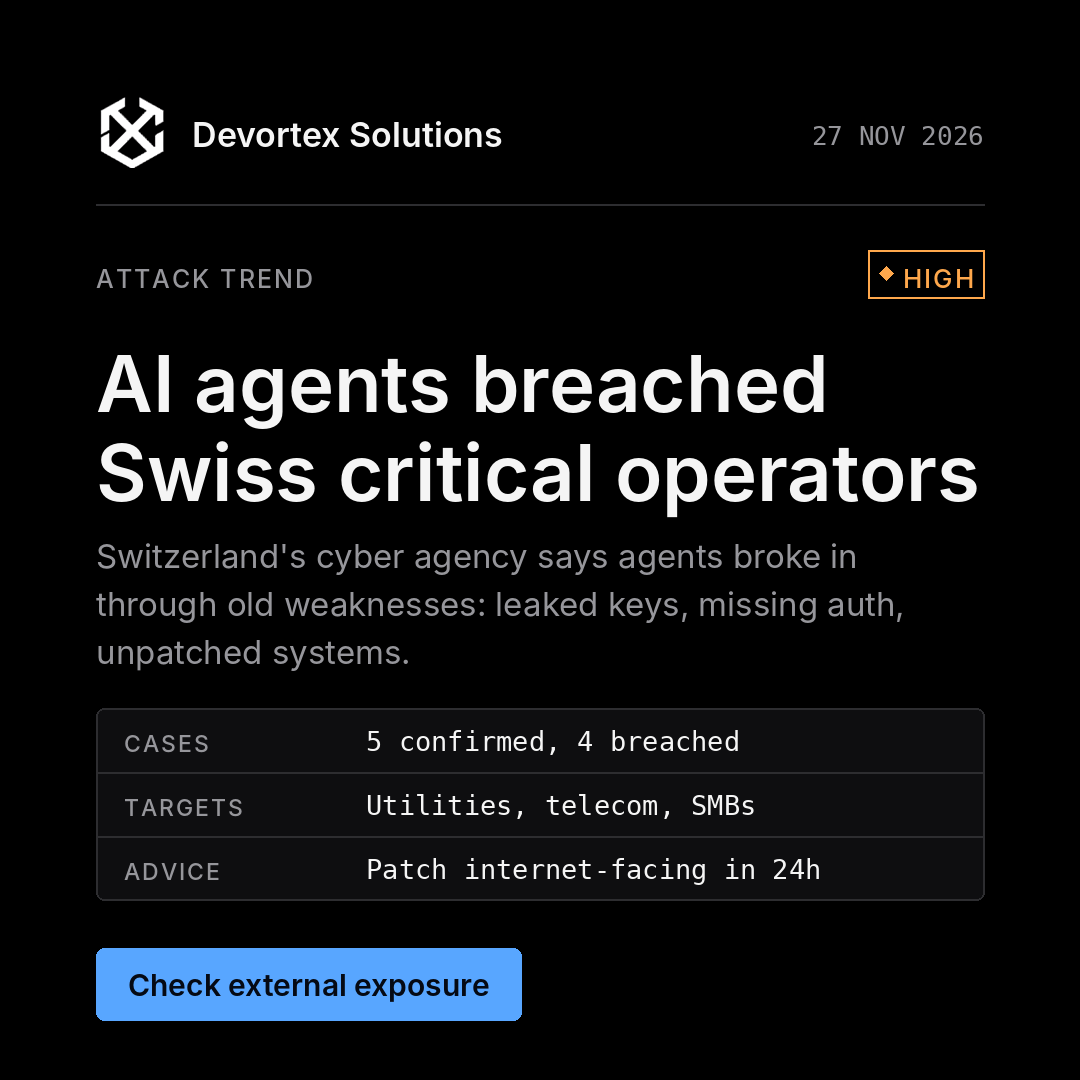 Devortex Solutions
27 NOV 2026
ATTACK TREND
HIGH
AI agents breached
Swiss critical operators
Switzerland's cyber agency says agents broke in
through old weaknesses: leaked keys, missing auth,
unpatched systems.
CASES 5 confirmed, 4 breached
TARGETS Utilities, telecom, SMBs
ADVICE Patch internet-facing in 24h
Check external exposure